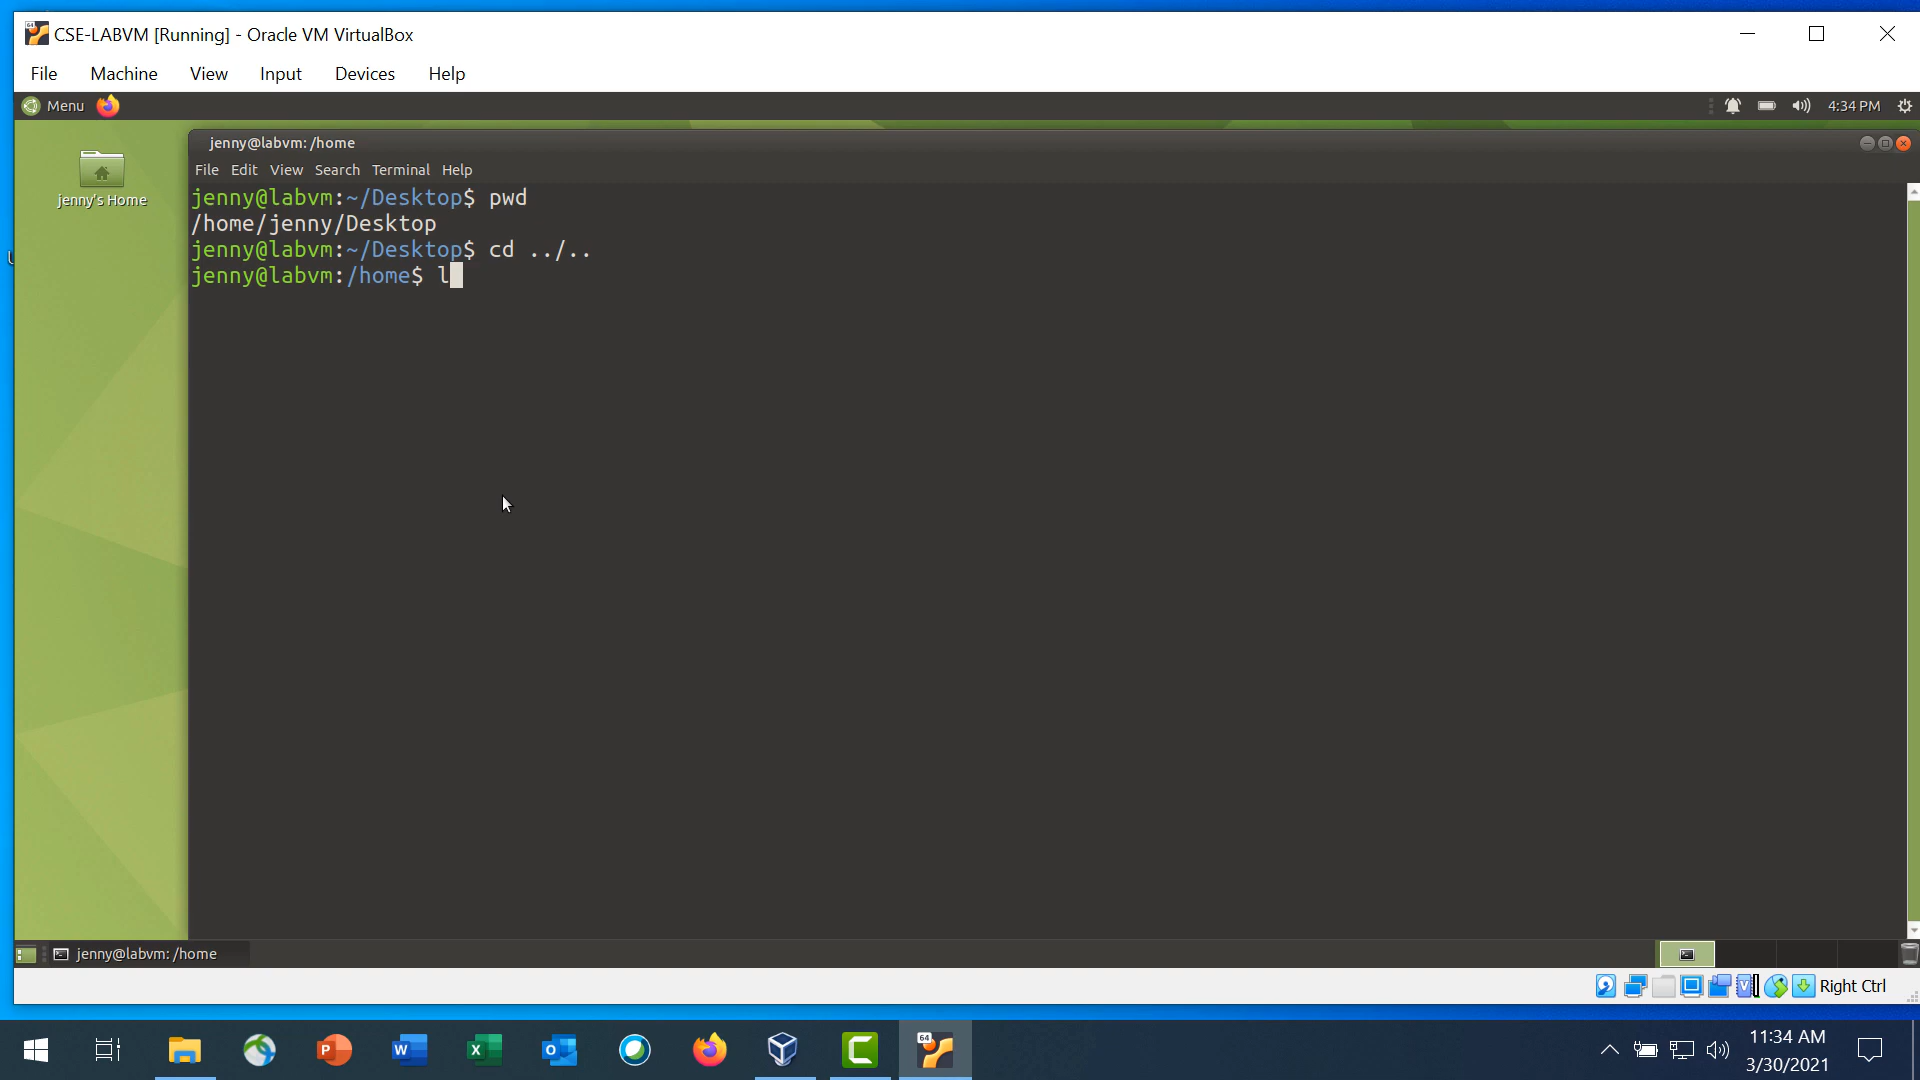 CSE-LABVM [Running] - Oracle VM VirtualBox
File Machine View Input Devices Help
Menu 4:34 PM
jenny@labvm: /home
jenny's Home
File Edit View Search Terminal Help
jenny@labvm:~/Desktop$ pwd
/home/jenny/Desktop
jenny@labvm:~/Desktop$ cd ../..
jenny@labvm:/home$ l
jenny@labvm: /home
Right Ctrl
64
11:34 AM
3/30/2021